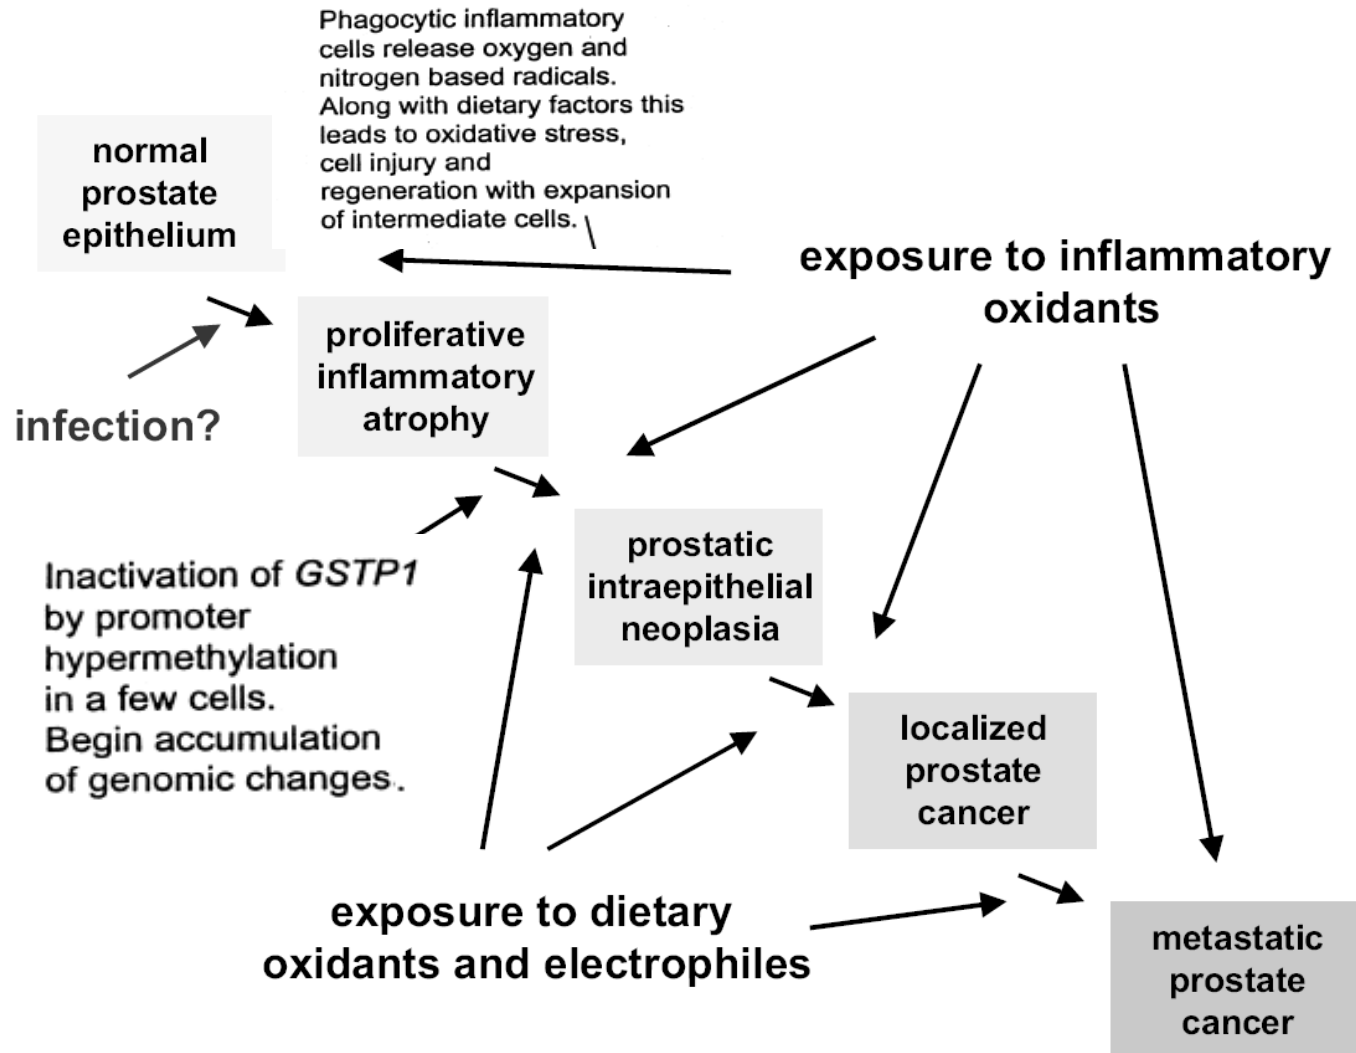 Phagocytic inflammatory
cells release oxygen and
nitrogen based radicals.
Along with dietary factors this
leads to oxidative stress,
cell injury and
regeneration with expansion
of intermediate cells.
normal
prostate
epithelium
exposure to inflammatory
oxidants
proliferative
inflammatory
atrophy
infection?
prostatic
intraepithelial
neoplasia
Inactivation of GSTP1
by promoter
hypermethylation
in a few cells.
Begin accumulation
of genomic changes.
localized
prostate
cancer
exposure to dietary
oxidants and electrophiles
metastatic
prostate
cancer